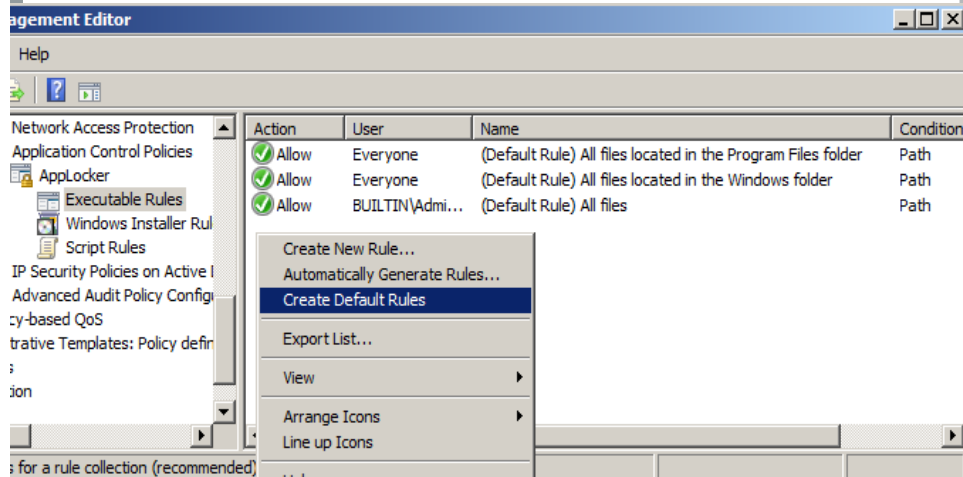 agement Editor
Help
Network Access Protection
Application Control Policies
AppLocker
Executable Rules
Windows Installer Rul
Script Rules
IP Security Policies on Active
Advanced Audit Policy Config
cy-based QoS
trative Templates: Policy defin
s
ion
Action User Name Condition
Allow Everyone (Default Rule) All files located in the Program Files folder Path
Allow Everyone (Default Rule) All files located in the Windows folder Path
Allow BUILTIN\Admi... (Default Rule) All files Path
Create New Rule...
Automatically Generate Rules...
Create Default Rules
Export List...
View
Arrange Icons
Line up Icons
s for a rule collection (recommended)